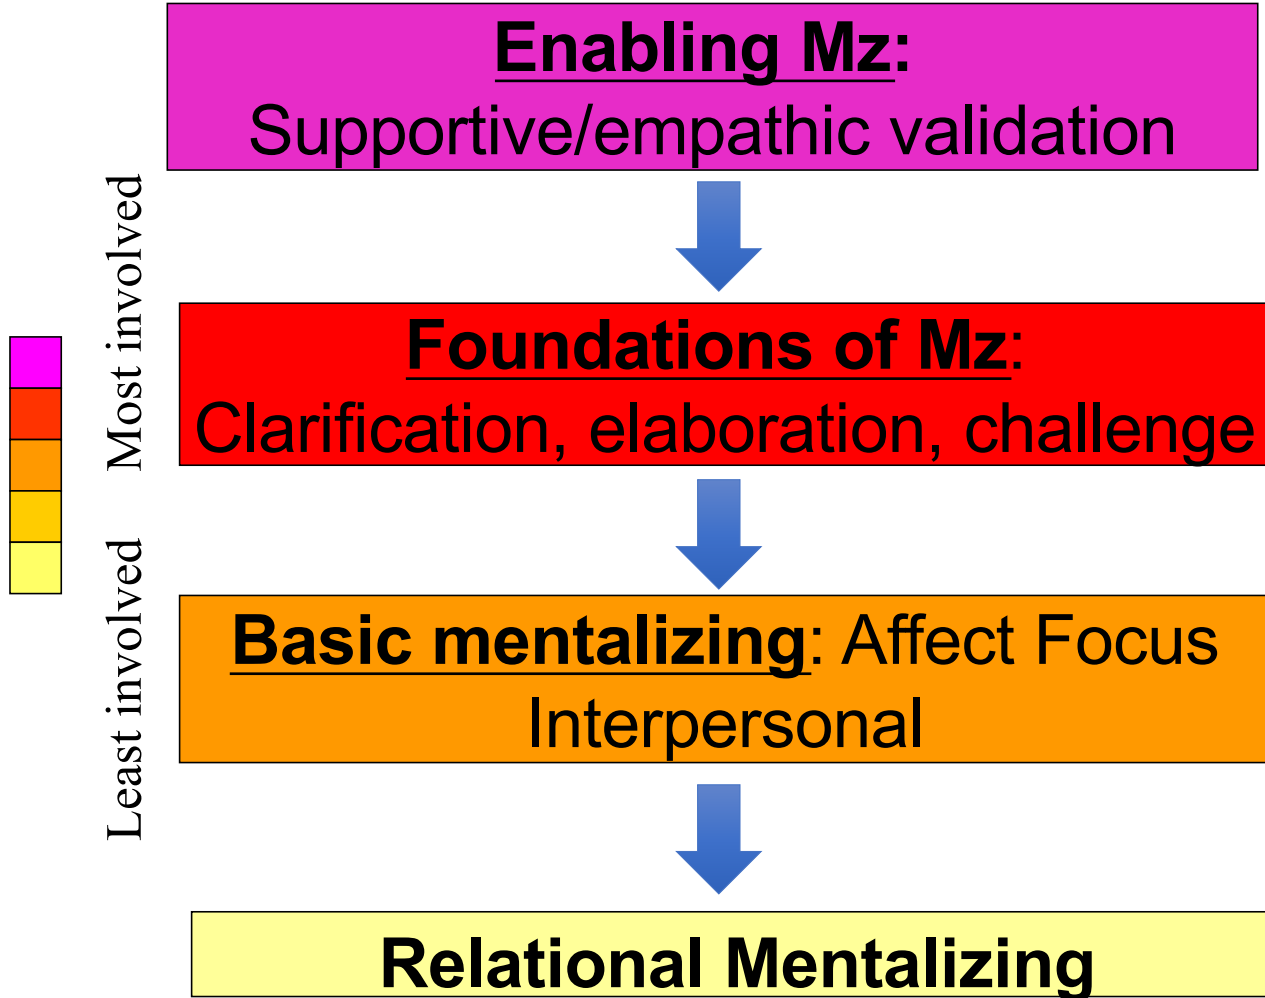 Enabling Mz:
Supportive/empathic validation
Most involved
Foundations of Mz:
Clarification, elaboration, challenge
Least involved
Basic mentalizing: Affect Focus
Interpersonal
Relational Mentalizing